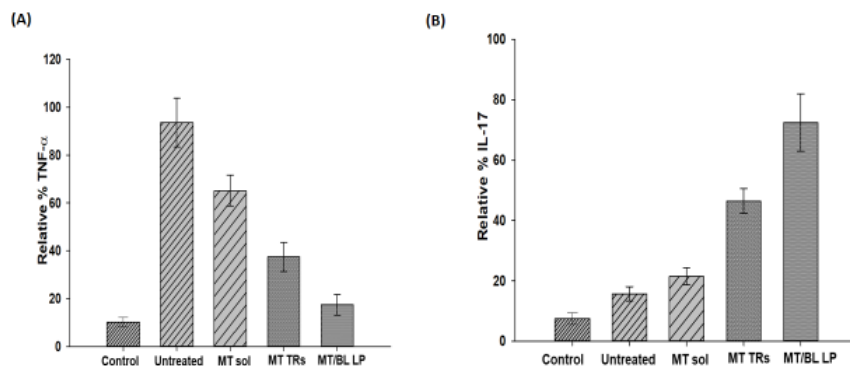 (A)
Relative % TNF-α
120
100
80
60
40
20
0
Control Untreated MT sol MT TRs MT/BL LP
(B)
Relative % IL-17
100
80
60
40
20
0
Control Untreated MT sol MT TRs MT/BL LP